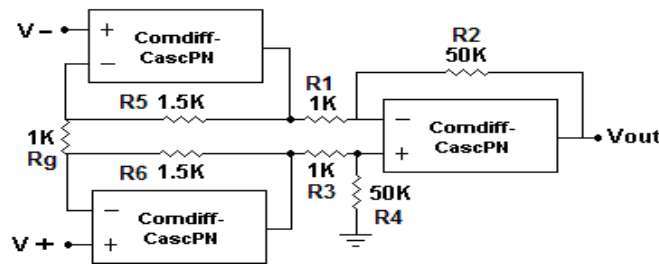 V-
+
-
Comdiff-
CascPN
R5 1.5K
R1
1K
R2
50K
1K
Rg
R6 1.5K
1K
R3
-
+
Comdiff-
CascPN
Vout
50K
R4
V+
-
+
Comdiff-
CascPN